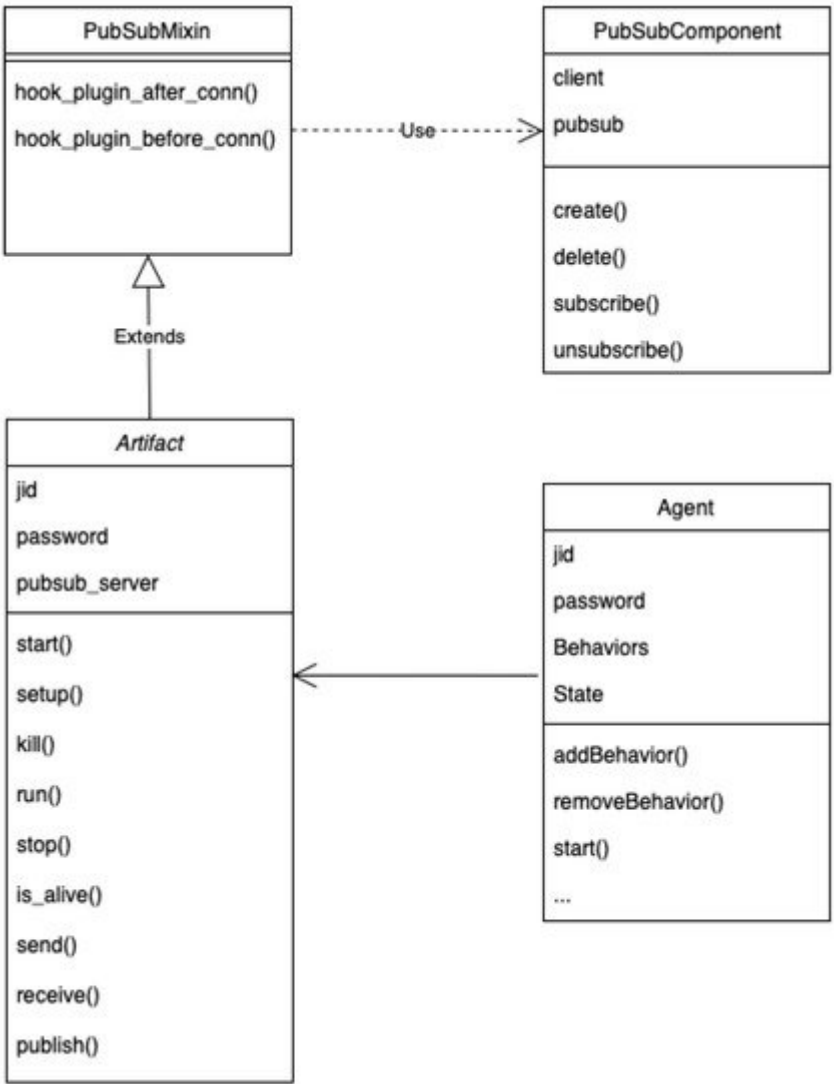 PubSubMixin
hook_plugin_after_conn()
hook_plugin_before_conn()
Use
PubSubComponent
client
pubsub
create()
delete()
subscribe()
unsubscribe()
Extends
Artifact
jid
password
pubsub_server
start()
setup()
kill()
run()
stop()
is_alive()
send()
receive()
publish()
Agent
jid
password
Behaviors
State
addBehavior()
removeBehavior()
start()
...